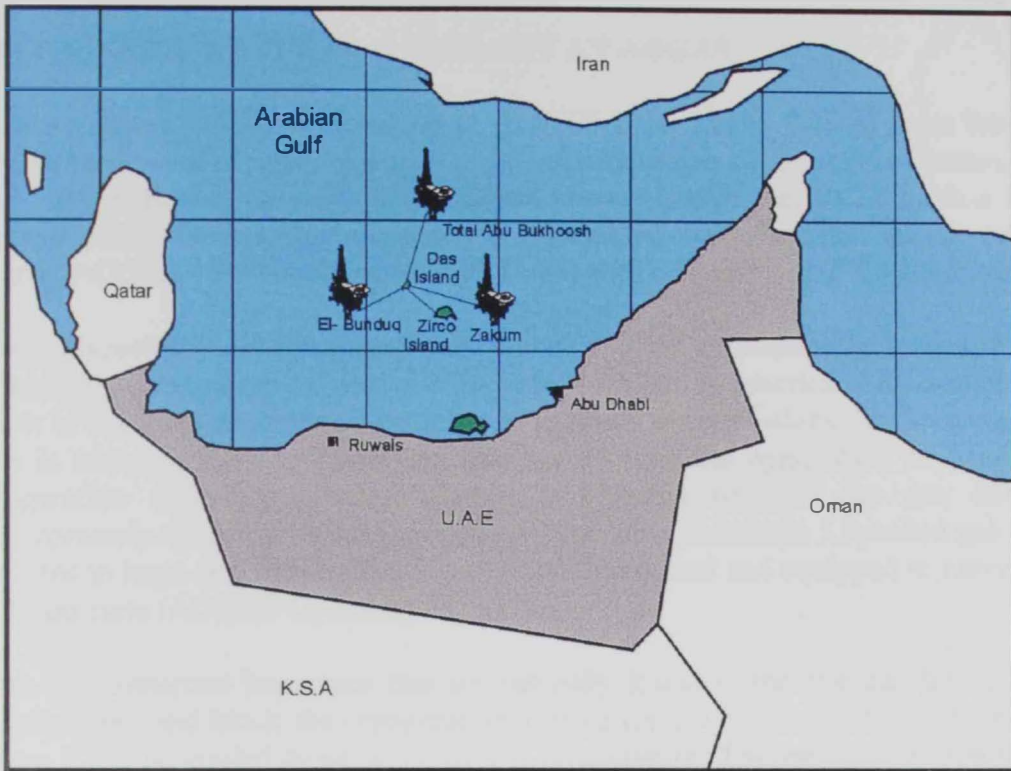 Iran
Arabian
Gulf
Total Abu Bukhoosh
Das
Island
Qatar
El- Bunduq
Zirco
Island
Zakum
Abu Dhabi
Ruwais
U.A.E
Oman
K.S.A